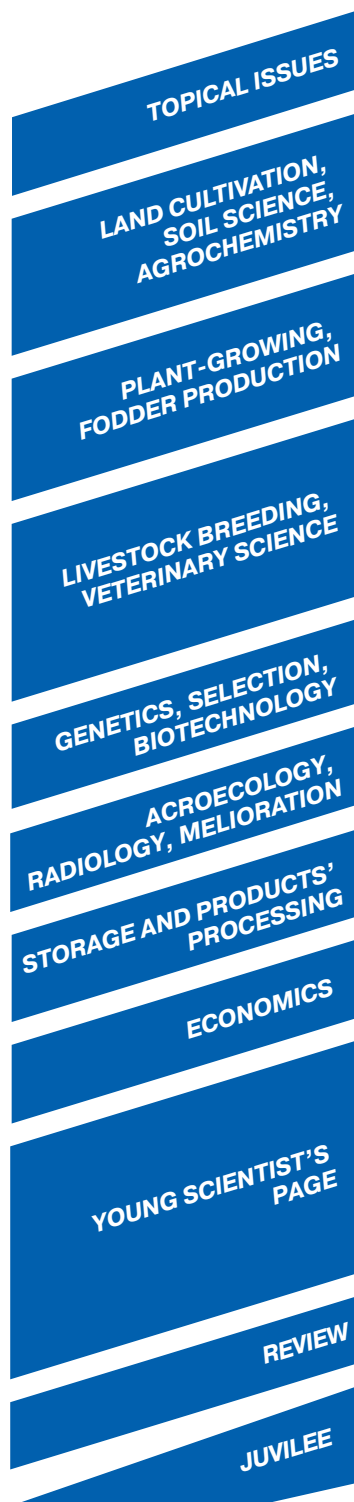 TOPICAL ISSUES
LAND CULTIVATION,
SOIL SCIENCE,
AGROCHEMISTRY
PLANT-GROWING,
FODDER PRODUCTION
LIVESTOCK BREEDING,
VETERINARY SCIENCE
GENETICS, SELECTION,
BIOTECHNOLOGY
ACROECOLOGY,
RADIOLOGY, MELIORATION
STORAGE AND PRODUCTS'
PROCESSING
ECONOMICS
YOUNG SCIENTIST'S
PAGE
REVIEW
JUVILEE